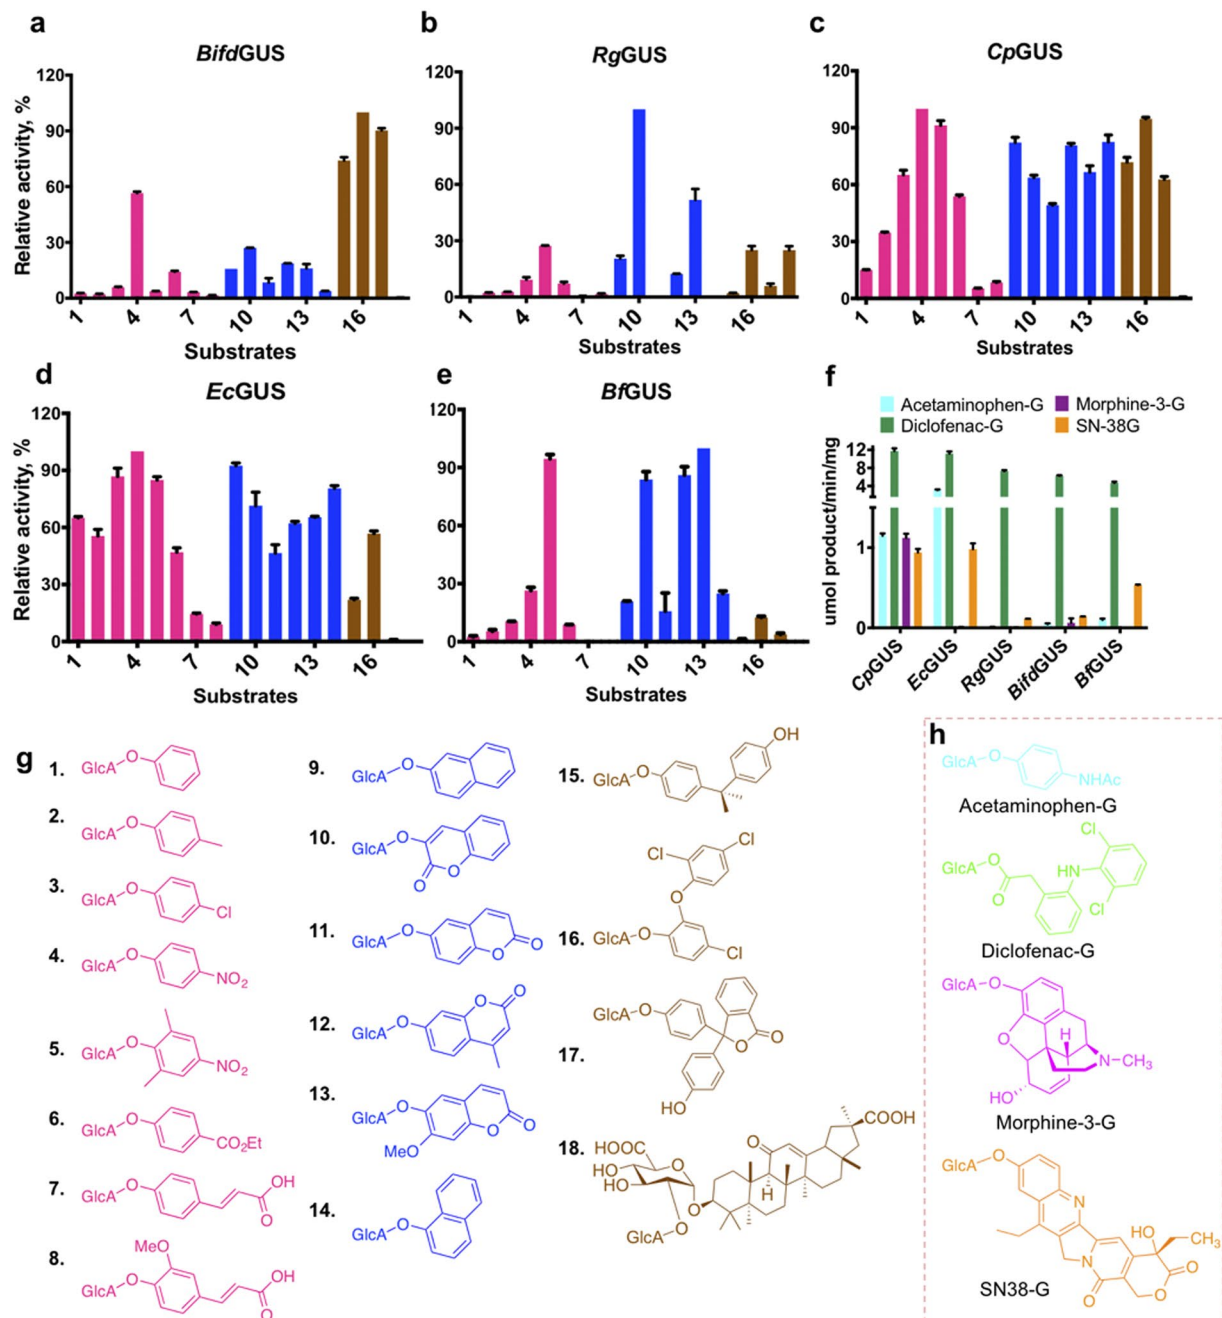 a
BifdGUS
Relative activity, %
120
90
60
30
0
1 4 7 10 13 16
Substrates
b
RgGUS
120
90
60
30
0
1 4 7 10 13 16
Substrates
c
CpGUS
120
90
60
30
0
1 4 7 10 13 16
Substrates
d
EcGUS
Relative activity, %
120
90
60
30
0
1 4 7 10 13 16
Substrates
e
BfGUS
120
90
60
30
0
1 4 7 10 13 16
Substrates
f
Acetaminophen-G Morphine-3-G
Diclofenac-G SN-38G
umol product/min/mg
12
8
4
1
0
CpGUS EcGUS RgGUS BifdGUS BfGUS
g
1. GlcA O
2. GlcA O
3. GlcA O Cl
4. GlcA O NO2
5. GlcA O NO2
6. GlcA O CO2Et
7. GlcA O OH O
8. MeO GlcA O OH O
9. GlcA O
10. GlcA O O O
11. GlcA O O O
12. GlcA O O O
13. GlcA O MeO O O
14. GlcA O
15. GlcA O OH
16. Cl Cl O GlcA O Cl
17. GlcA O O O HO
18. HOOC HO HO O O O GlcA O H COOH
h
GlcA O NHAc
Acetaminophen-G
GlcA O O HN Cl Cl
Diclofenac-G
GlcA O O H N CH3 HO
Morphine-3-G
GlcA O N N O HO CH3 O O
SN38-G